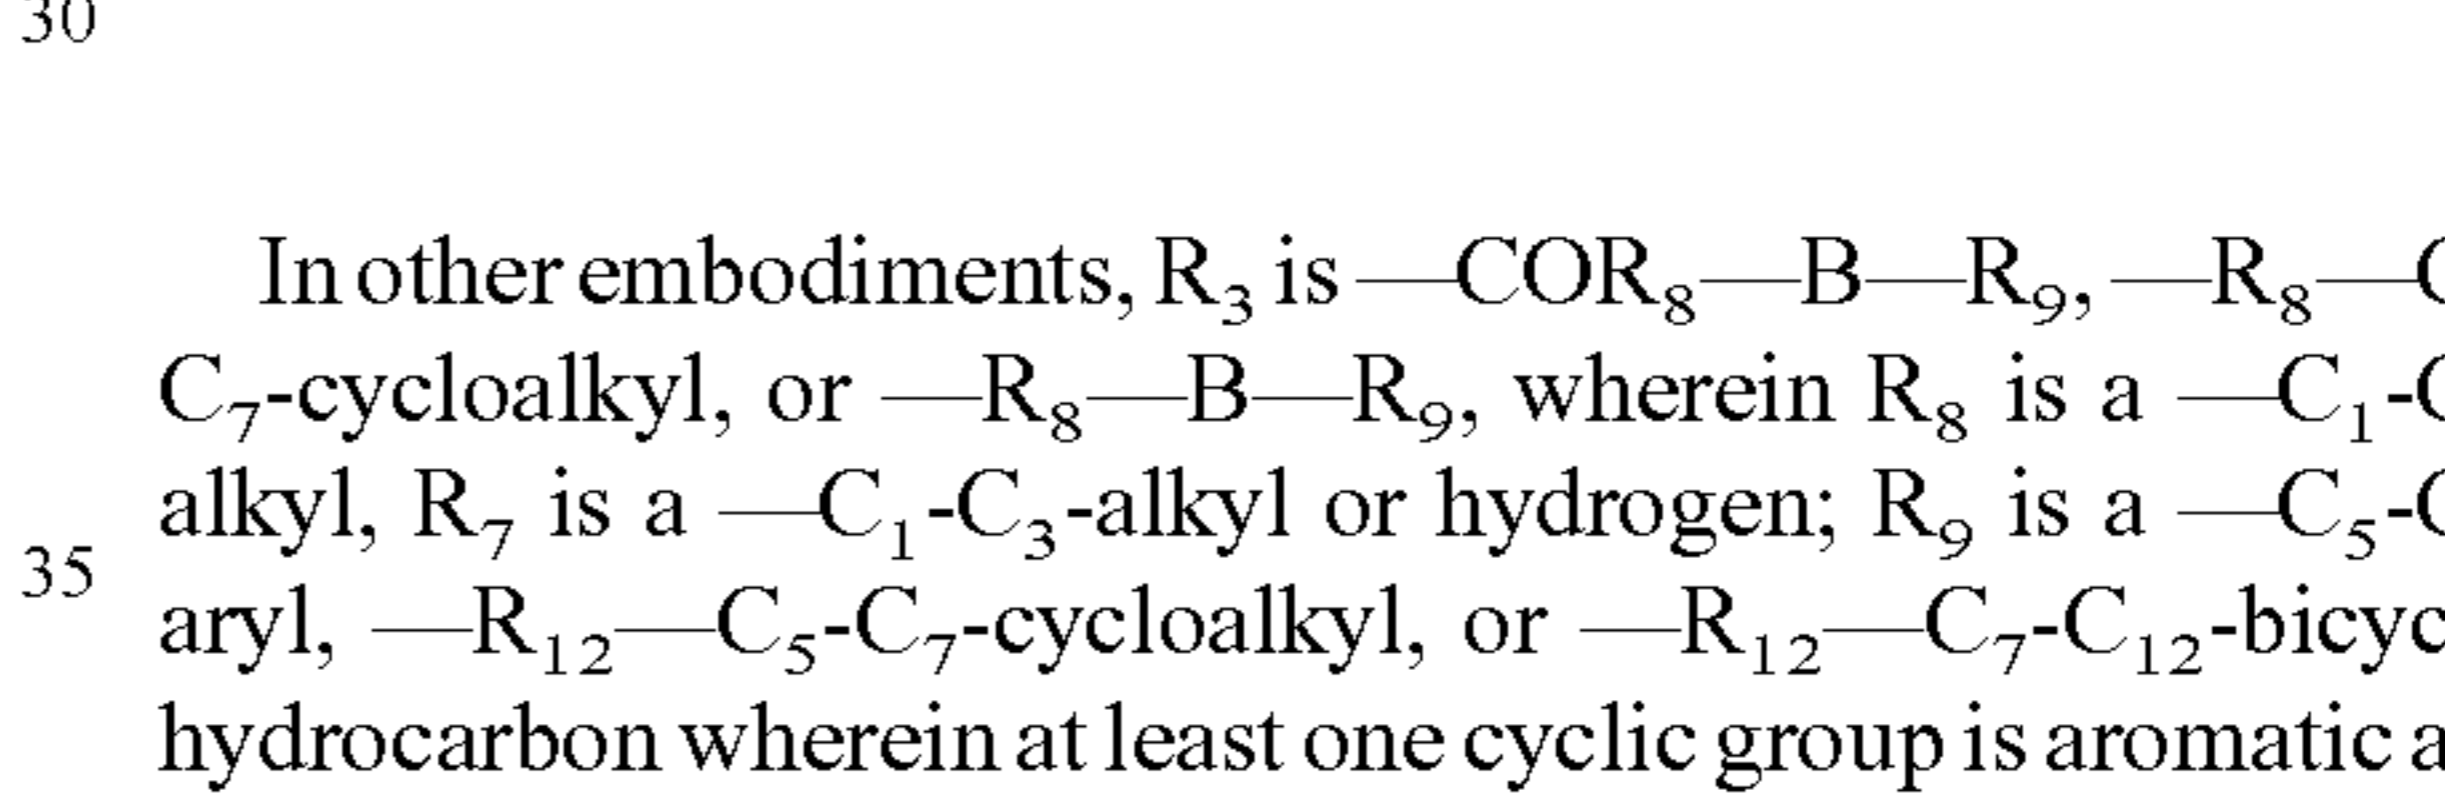 30
In other embodiments, R₃ is —COR₈—B—R₉, —R₈—
C₇-cycloalkyl, or —R₈—B—R₉, wherein R₈ is a —C₁-
alkyl, R₇ is a —C₁-C₃-alkyl or hydrogen; R₉ is a —C₅-
35
aryl, —R₁₂—C₅-C₇-cycloalkyl, or —R₁₂—C₇-C₁₂-bicyc
hydrocarbon wherein at least one cyclic group is aromatic a